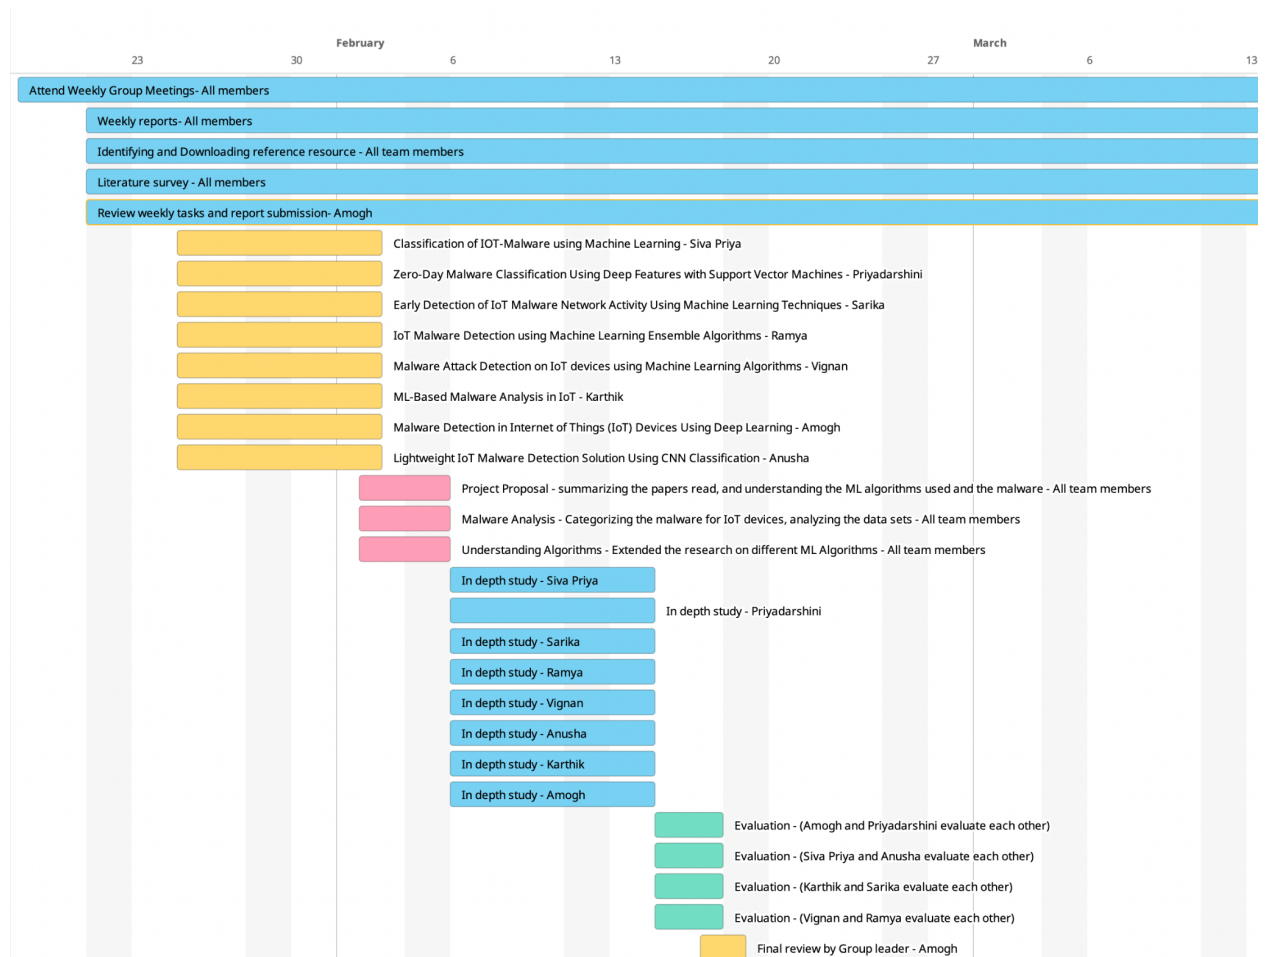 February March
23 30 6 13 20 27 6 13
Attend Weekly Group Meetings- All members
Weekly reports- All members
Identifying and Downloading reference resource - All team members
Literature survey - All members
Review weekly tasks and report submission- Amogh
Classification of IOT-Malware using Machine Learning - Siva Priya
Zero-Day Malware Classification Using Deep Features with Support Vector Machines - Priyadarshini
Early Detection of IoT Malware Network Activity Using Machine Learning Techniques - Sarika
IoT Malware Detection using Machine Learning Ensemble Algorithms - Ramya
Malware Attack Detection on IoT devices using Machine Learning Algorithms - Vignan
ML-Based Malware Analysis in IoT - Karthik
Malware Detection in Internet of Things (IoT) Devices Using Deep Learning - Amogh
Lightweight IoT Malware Detection Solution Using CNN Classification - Anusha
Project Proposal - summarizing the papers read, and understanding the ML algorithms used and the malware - All team members
Malware Analysis - Categorizing the malware for IoT devices, analyzing the data sets - All team members
Understanding Algorithms - Extended the research on different ML Algorithms - All team members
In depth study - Siva Priya
In depth study - Priyadarshini
In depth study - Sarika
In depth study - Ramya
In depth study - Vignan
In depth study - Anusha
In depth study - Karthik
In depth study - Amogh
Evaluation - (Amogh and Priyadarshini evaluate each other)
Evaluation - (Siva Priya and Anusha evaluate each other)
Evaluation - (Karthik and Sarika evaluate each other)
Evaluation - (Vignan and Ramya evaluate each other)
Final review by Group leader - Amogh